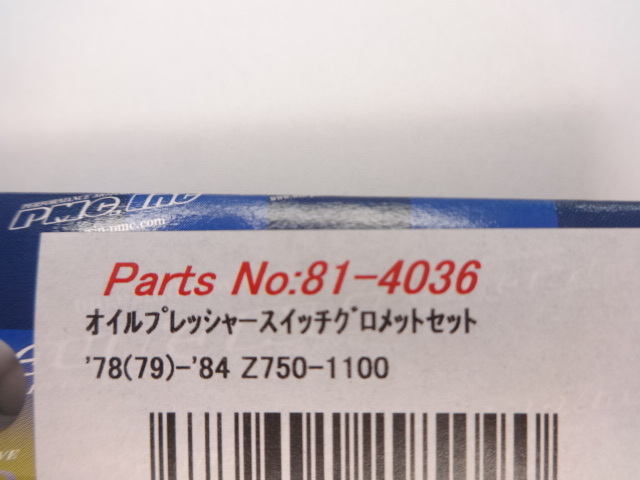 PMC. Inc
Parts No:81-4036
オイルプレッシャースイッチグロメットセット
'78(79)-'84 Z750-1100